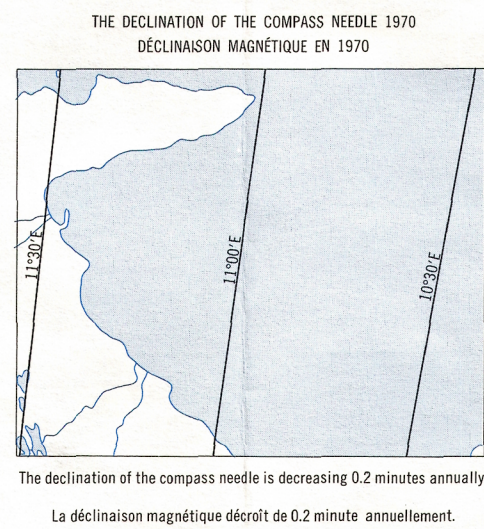 THE DECLINATION OF THE COMPASS NEEDLE 1970
DÉCLINAISON MAGNÉTIQUE EN 1970
11°30'E
11°00'E
10°30'E
The declination of the compass needle is decreasing 0.2 minutes annually
La déclinaison magnétique décroît de 0.2 minute annuellement.